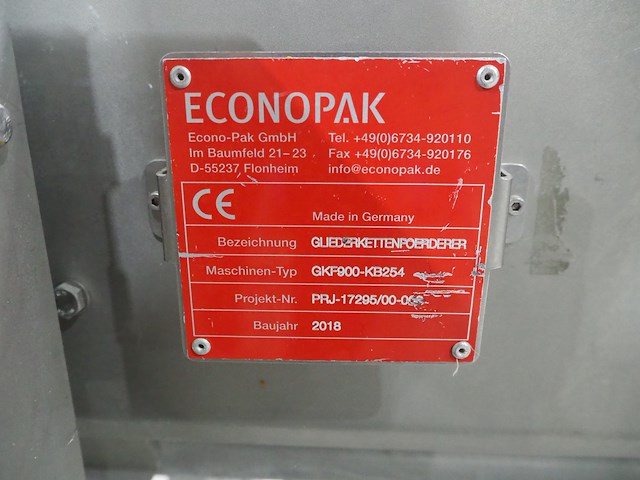 ECONOPAK
Econo-Pak GmbH Tel. +49(0)6734-920110
Im Baumfeld 21–23 Fax +49(0)6734-920176
D-55237 Flonheim info@econopak.de
CE
Made in Germany
Bezeichnung GLIEDERKETTENFOERDERER
Maschinen-Typ GKF900-KB254
Projekt-Nr.
Baujahr 2018